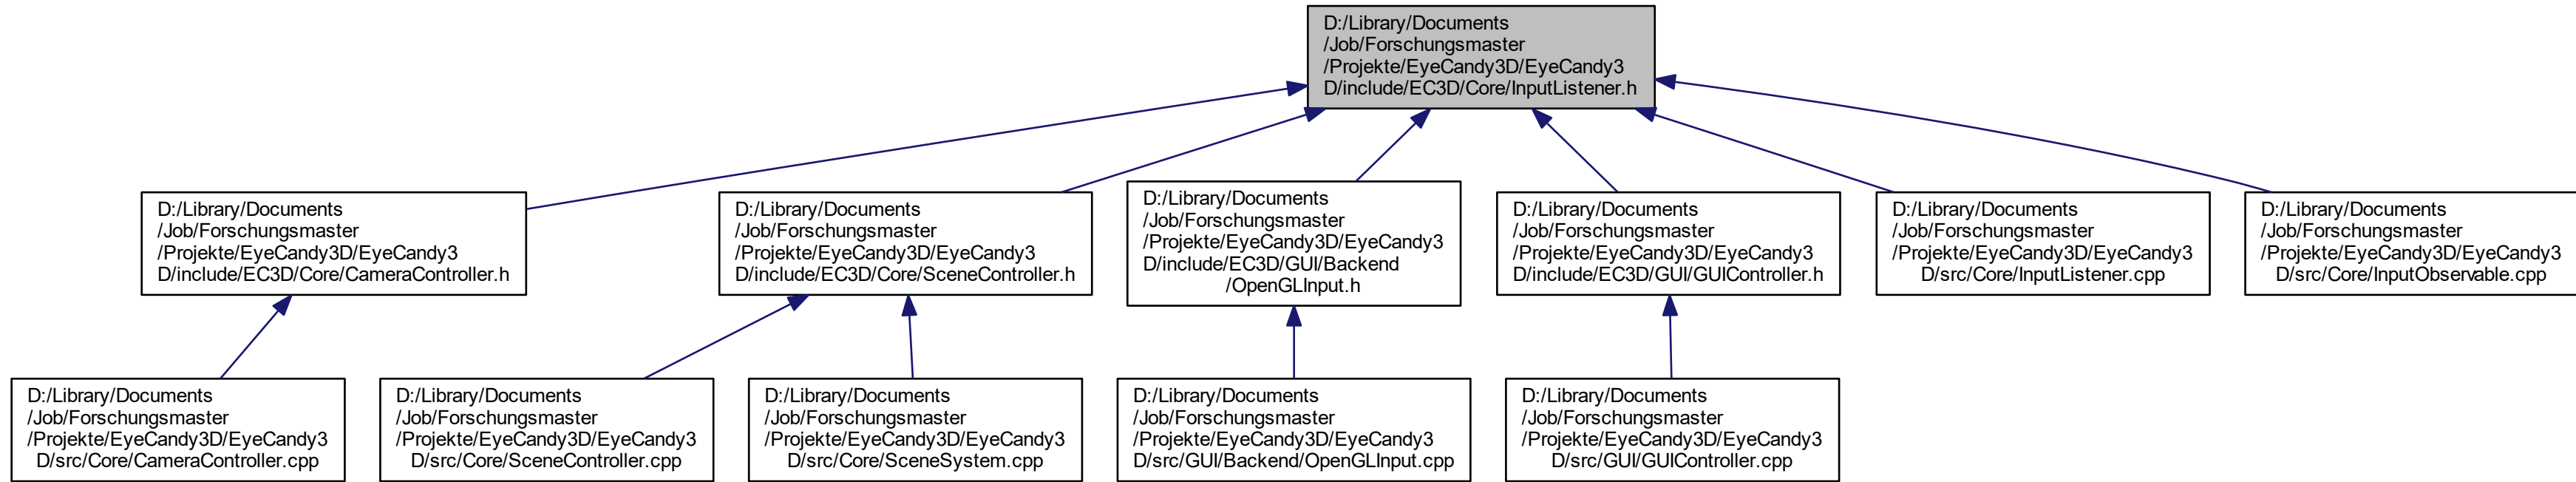 D:/Library/Documents
/Job/Forschungsmaster
/Projekte/EyeCandy3D/EyeCandy3
D/include/EC3D/Core/InputListener.h
D:/Library/Documents
/Job/Forschungsmaster
/Projekte/EyeCandy3D/EyeCandy3
D/include/EC3D/Core/CameraController.h
D:/Library/Documents
/Job/Forschungsmaster
/Projekte/EyeCandy3D/EyeCandy3
D/include/EC3D/Core/SceneController.h
D:/Library/Documents
/Job/Forschungsmaster
/Projekte/EyeCandy3D/EyeCandy3
D/include/EC3D/GUI/Backend
/OpenGLInput.h
D:/Library/Documents
/Job/Forschungsmaster
/Projekte/EyeCandy3D/EyeCandy3
D/include/EC3D/GUI/GUIController.h
D:/Library/Documents
/Job/Forschungsmaster
/Projekte/EyeCandy3D/EyeCandy3
D/src/Core/InputListener.cpp
D:/Library/Documents
/Job/Forschungsmaster
/Projekte/EyeCandy3D/EyeCandy3
D/src/Core/InputObservable.cpp
D:/Library/Documents
/Job/Forschungsmaster
/Projekte/EyeCandy3D/EyeCandy3
D/src/Core/CameraController.cpp
D:/Library/Documents
/Job/Forschungsmaster
/Projekte/EyeCandy3D/EyeCandy3
D/src/Core/SceneController.cpp
D:/Library/Documents
/Job/Forschungsmaster
/Projekte/EyeCandy3D/EyeCandy3
D/src/Core/SceneSystem.cpp
D:/Library/Documents
/Job/Forschungsmaster
/Projekte/EyeCandy3D/EyeCandy3
D/src/GUI/Backend/OpenGLInput.cpp
D:/Library/Documents
/Job/Forschungsmaster
/Projekte/EyeCandy3D/EyeCandy3
D/src/GUI/GUIController.cpp